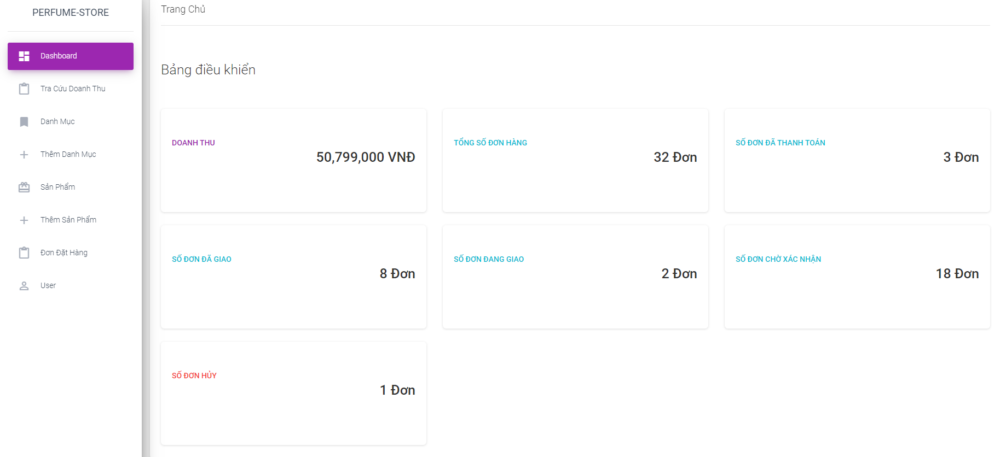 PERFUME-STORE
Dashboard
Tra Cứu Doanh Thu
Danh Mục
Thêm Danh Mục
Sản Phẩm
Thêm Sản Phẩm
Đơn Đặt Hàng
User
Trang Chủ
Bảng điều khiển
DOANH THU
50,799,000 VNĐ
TỔNG SỐ ĐƠN HÀNG
32 Đơn
SỐ ĐƠN ĐÃ THANH TOÁN
3 Đơn
SỐ ĐƠN ĐÃ GIAO
8 Đơn
SỐ ĐƠN ĐANG GIAO
2 Đơn
SỐ ĐƠN CHỜ XÁC NHẬN
18 Đơn
SỐ ĐƠN HỦY
1 Đơn